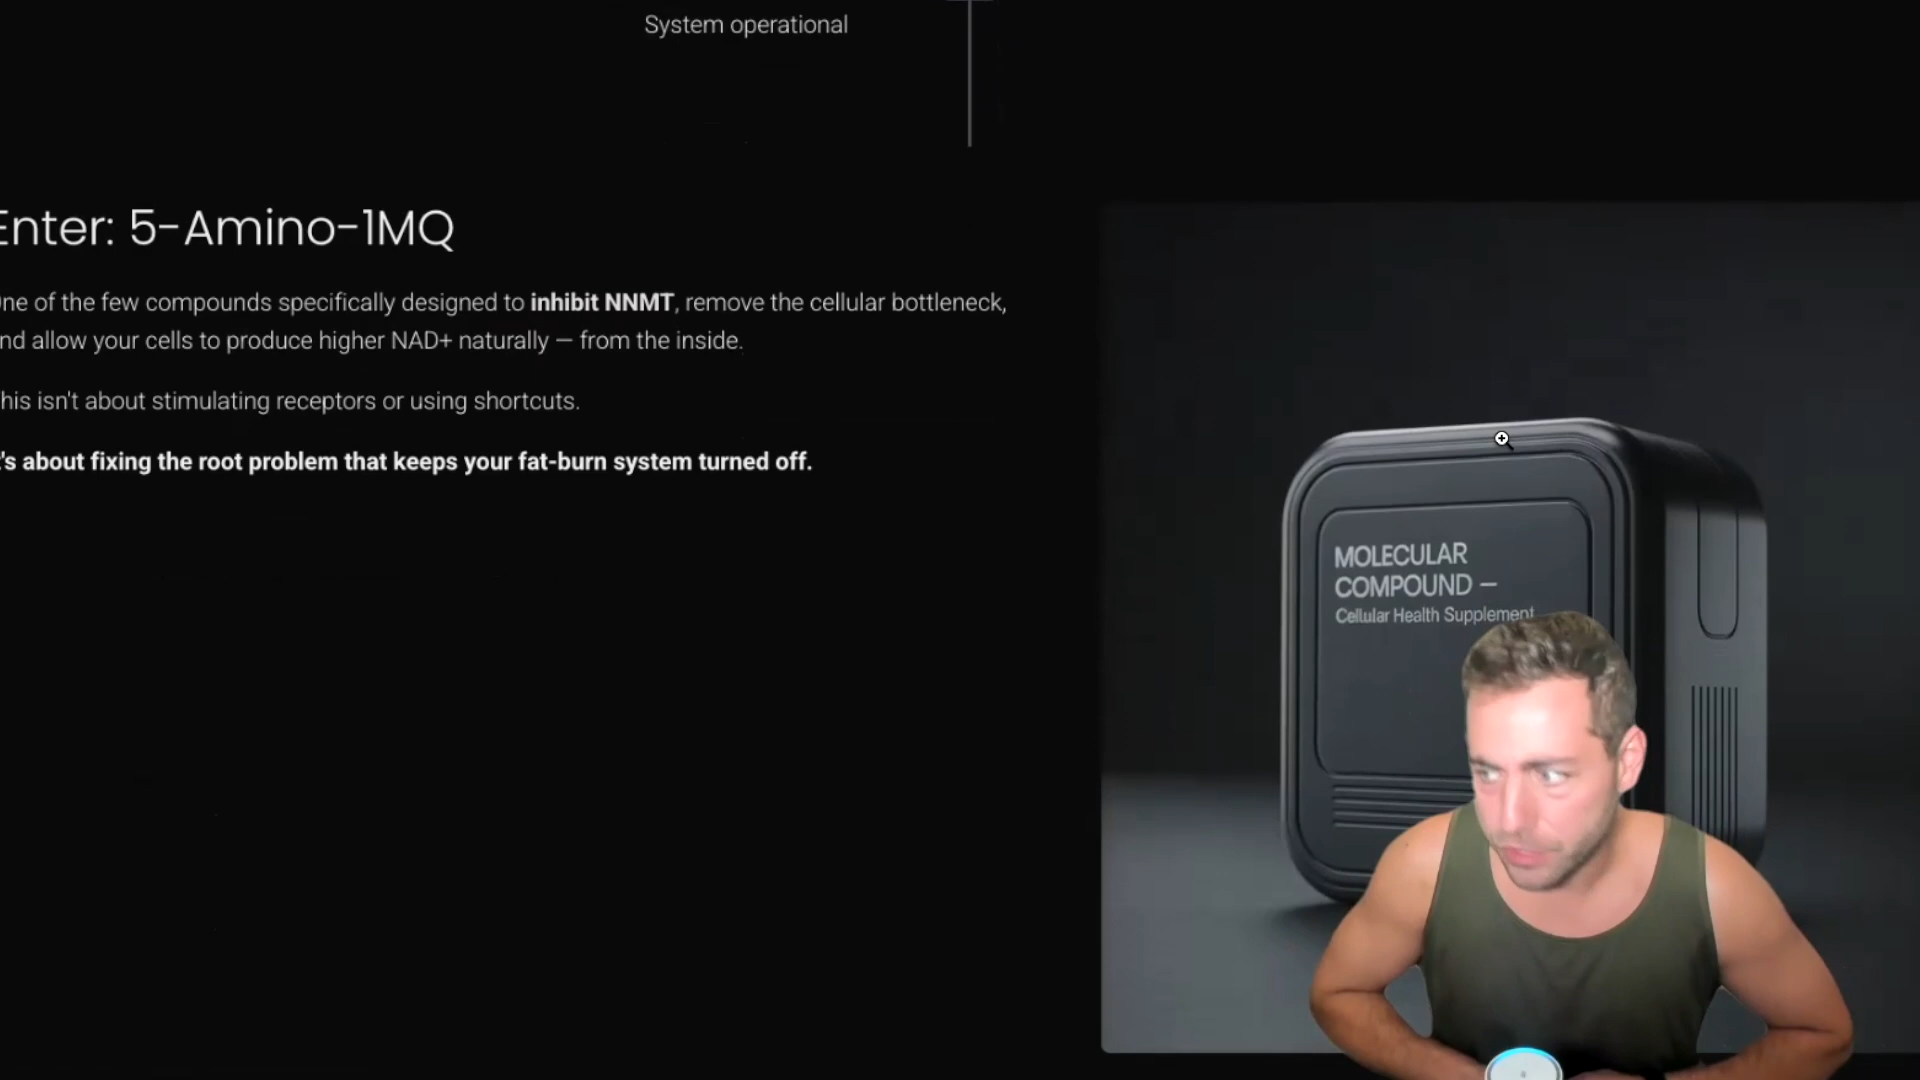 System operational
Enter: 5-Amino-1MQ
ne of the few compounds specifically designed to inhibit NNMT, remove the cellular bottleneck,
nd allow your cells to produce higher NAD+ naturally — from the inside.
his isn't about stimulating receptors or using shortcuts.
's about fixing the root problem that keeps your fat-burn system turned off.
MOLECULAR
COMPOUND —
Cellular Health Supplement